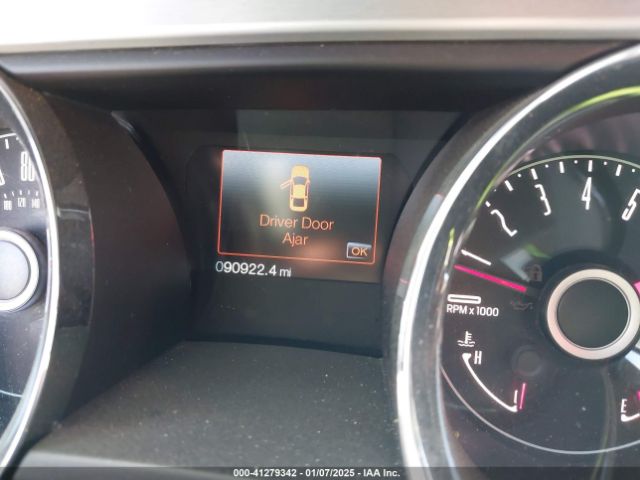 80
160 120 140
Driver Door
Ajar
OK
090922.4 mi
2 3 4 5
RPM x 1000
H
E
000-41279342 | 01/07/2025 | IAA Inc.